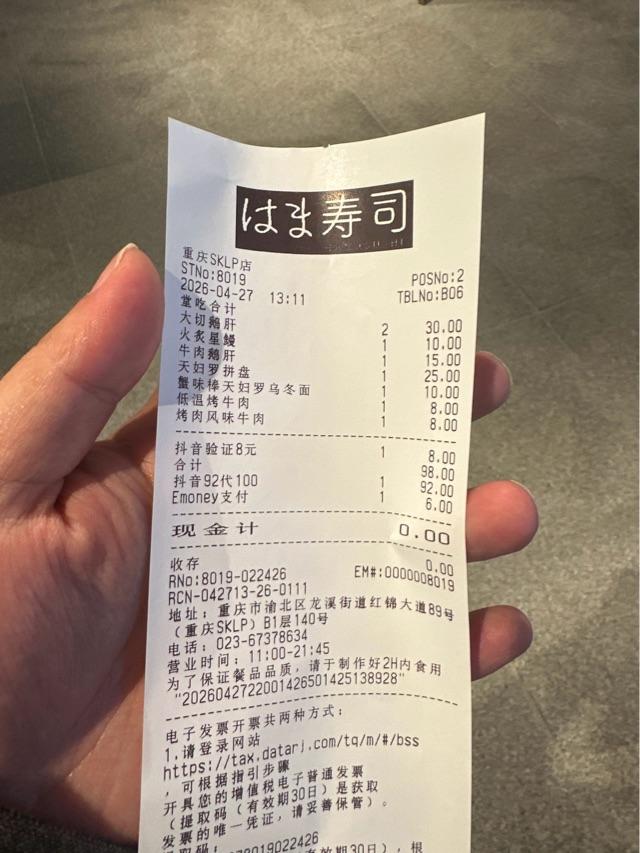 はま寿司
重庆SKLP店
STNo:8019 POSNo:2
2026-04-27 13:11 TBLNo:B06
堂吃合计
大切鹅肝 2 30.00
火炙星鳗 1 10.00
牛肉鹅肝 1 15.00
天妇罗拼盘 1 25.00
蟹味棒天妇罗乌冬面 1 10.00
低温烤牛肉 1 8.00
烤肉风味牛肉 1 8.00
抖音验证8元 1 8.00
合计 98.00
抖音92代100 1 92.00
Emoney支付 6.00
现金计 0.00
收存 0.00
RNo:8019-022426 EM#:0000008019
RCN-042713-26-0111
地址：重庆市渝北区龙溪街道红锦大道89号
（重庆SKLP）B1层140号
电话：023-67378634
营业时间：11:00-21:45
为了保证餐品品质，请于制作好2H内食用
"2026042722001426501425138928"
电子发票开票共两种方式：
1,请登录网站
https://tax.datarj.com/tq/m/#/bss
，可根据指引步骤
开具您的增值税电子普通发票
（提取码（有效期30日）是获取
发票的唯一凭证，请妥善保管）。
提取码：
8019022426
有效期30日），根